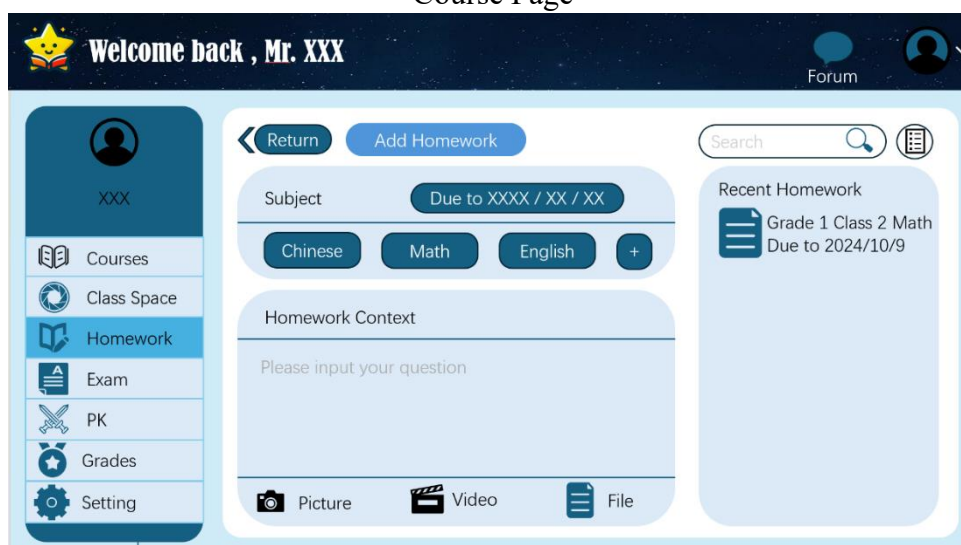 Course Page
Welcome back , Mr. XXX
Forum
XXX
Courses
Class Space
Homework
Exam
PK
Grades
Setting
Return
Add Homework
Subject
Due to XXXX / XX / XX
Chinese
Math
English
+
Homework Context
Please input your question
Picture
Video
File
Search
Recent Homework
Grade 1 Class 2 Math
Due to 2024/10/9